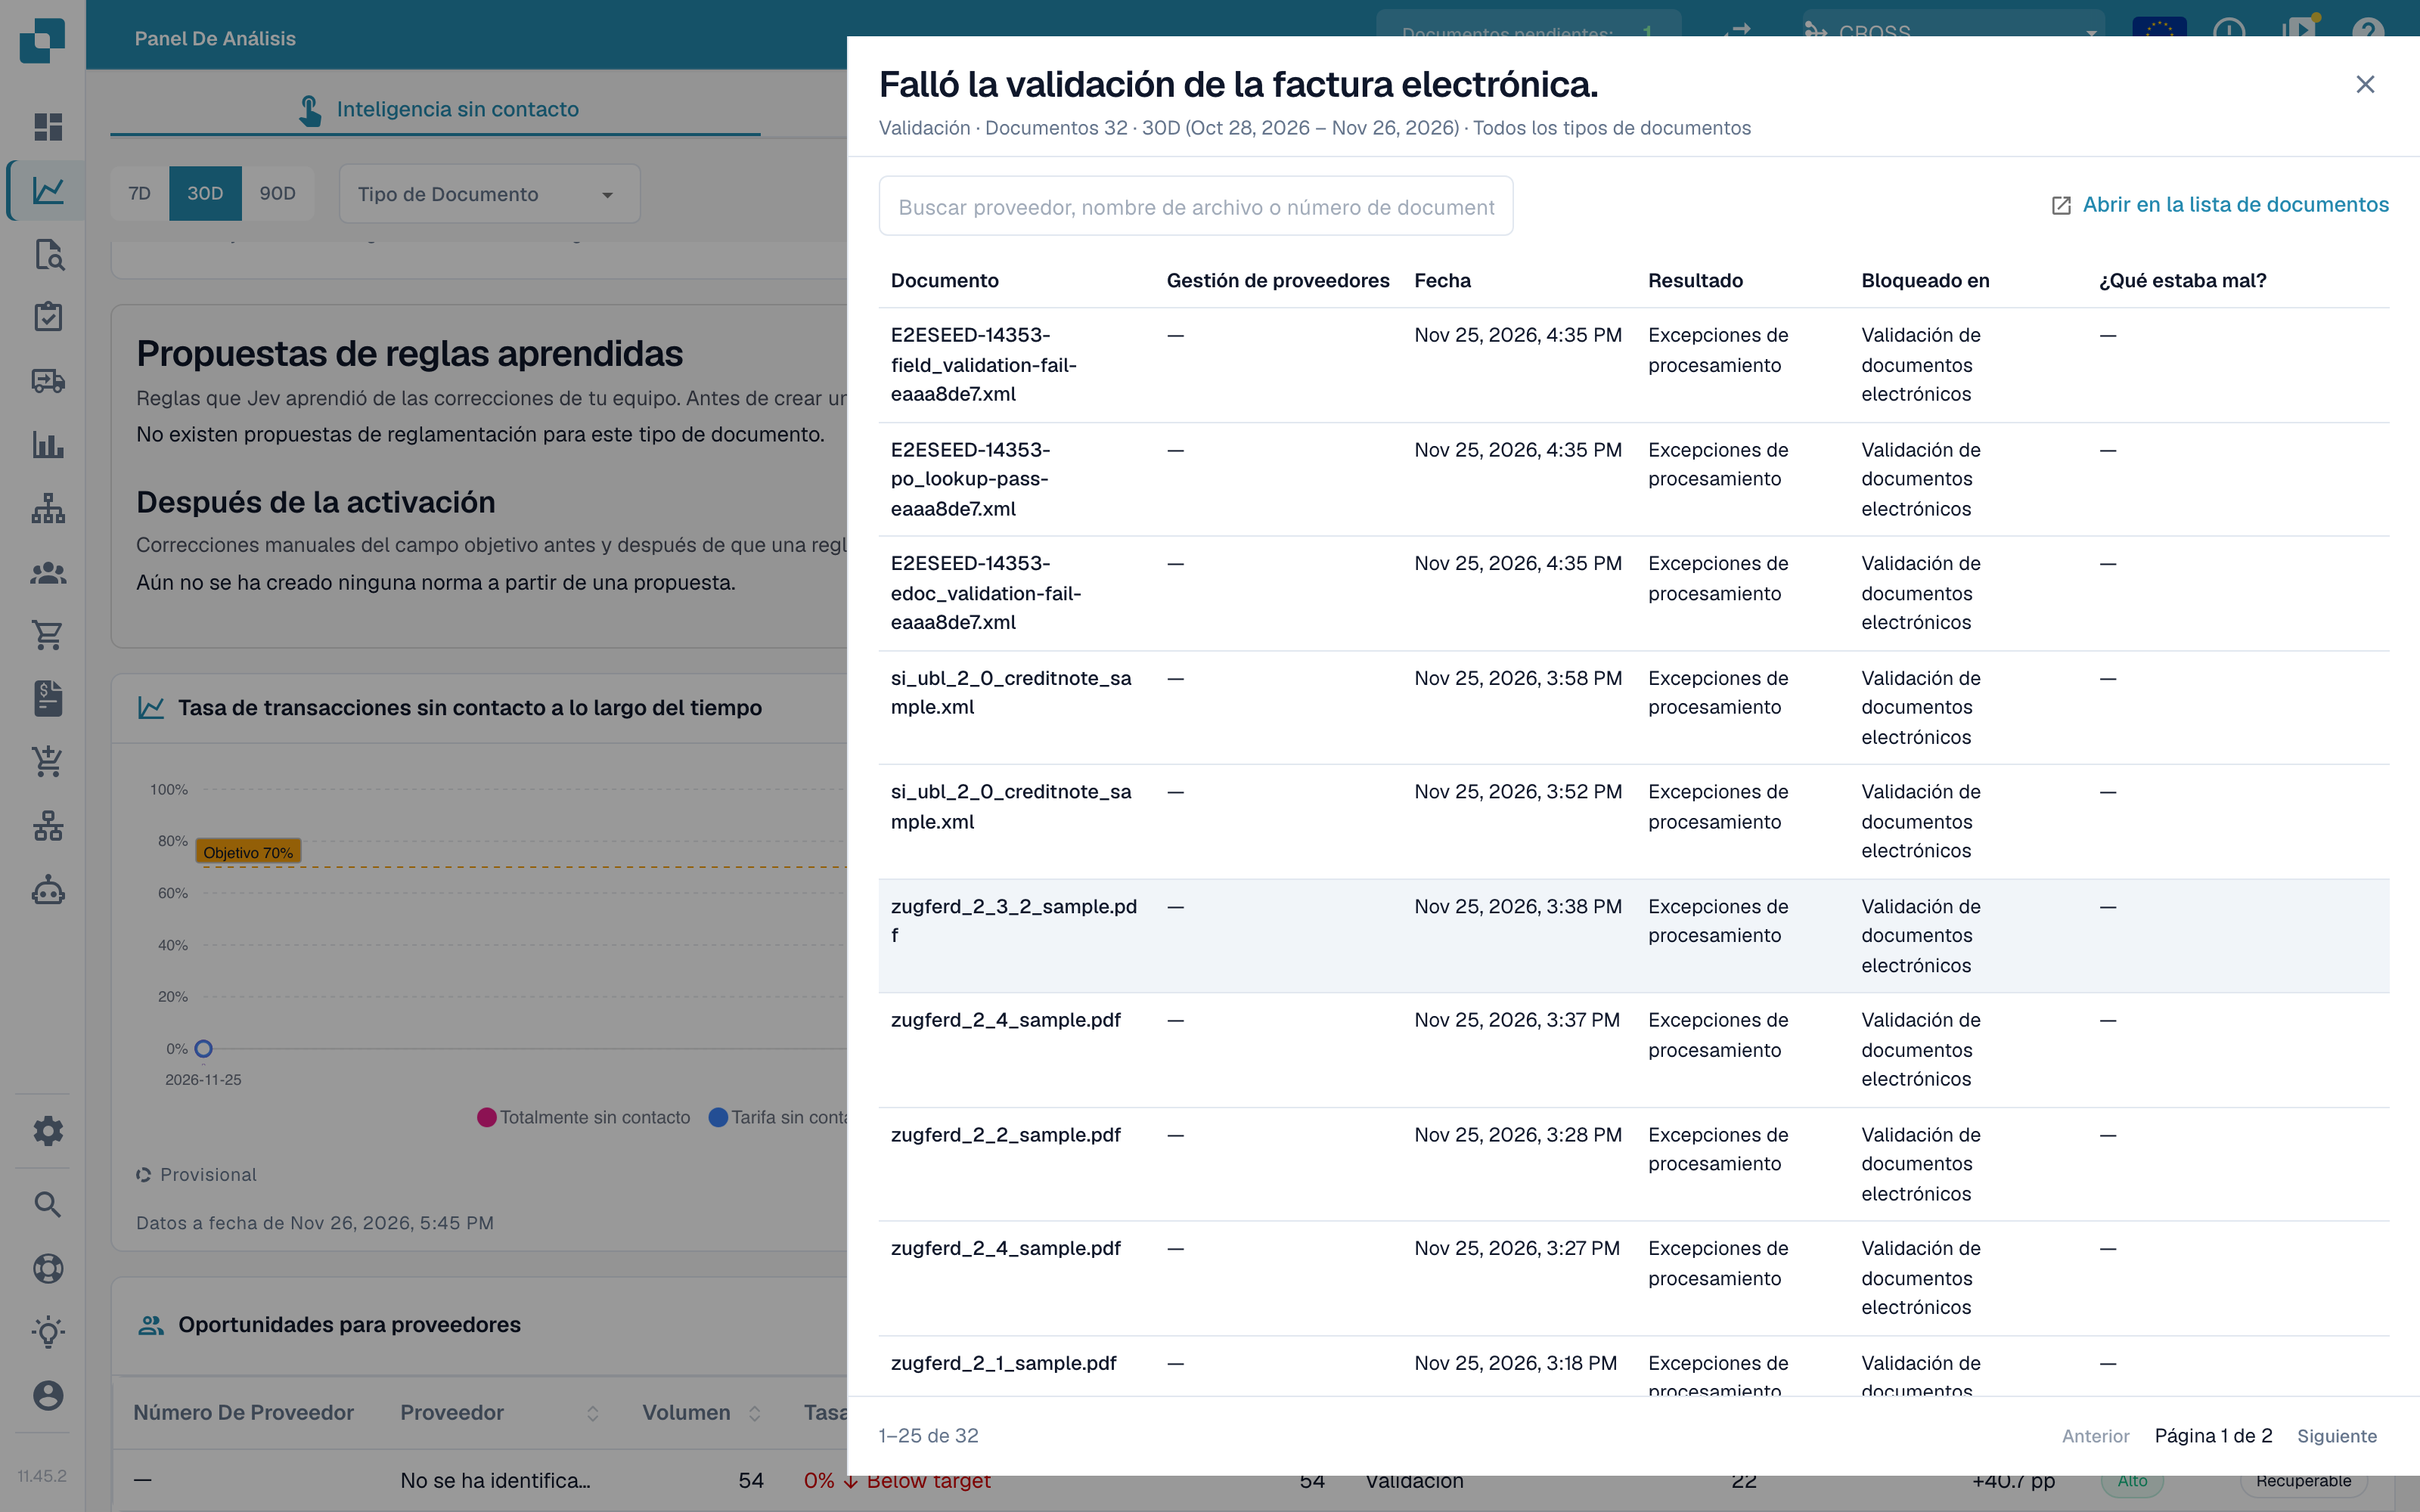 Panel De Análisis
Documentos pendientes: 1
CROSS
Inteligencia sin contacto
7D
30D
90D
Tipo de Documento
Propuestas de reglas aprendidas
Reglas que Jev aprendió de las correcciones de tu equipo. Antes de crear
No existen propuestas de reglamentación para este tipo de documento.
Después de la activación
Correcciones manuales del campo objetivo antes y después de que una
Aún no se ha creado ninguna norma a partir de una propuesta.
Tasa de transacciones sin contacto a lo largo del tiempo
100%
80%
Objetivo 70%
60%
40%
20%
0%
2026-11-25
Totalmente sin contacto
Tarifa sin
Provisional
Datos a fecha de Nov 26, 2026, 5:45 PM
Oportunidades para proveedores
Número De Proveedor
Proveedor
Volumen
—
No se ha identifica...
54
0% ↓ Below target
54
Validación
22
+40.7 pp
Alto
Recuperable
11.45.2
Falló la validación de la factura electrónica.
Validación · Documentos 32 · 30D (Oct 28, 2026 – Nov 26, 2026) · Todos los tipos de documentos
Buscar proveedor, nombre de archivo o número de document
Abrir en la lista de documentos
Documento Gestión de proveedores Fecha Resultado Bloqueado en ¿Qué estaba mal?
E2ESEED-14353- — Nov 25, 2026, 4:35 PM Excepciones de Validación de —
field_validation-fail- procesamiento documentos
eaaa8de7.xml electrónicos
E2ESEED-14353- — Nov 25, 2026, 4:35 PM Excepciones de Validación de —
po_lookup-pass- procesamiento documentos
eaaa8de7.xml electrónicos
E2ESEED-14353- — Nov 25, 2026, 4:35 PM Excepciones de Validación de —
edoc_validation-fail- procesamiento documentos
eaaa8de7.xml electrónicos
si_ubl_2_0_creditnote_sa — Nov 25, 2026, 3:58 PM Excepciones de Validación de —
mple.xml procesamiento documentos
electrónicos
si_ubl_2_0_creditnote_sa — Nov 25, 2026, 3:52 PM Excepciones de Validación de —
mple.xml procesamiento documentos
electrónicos
zugferd_2_3_2_sample.pd — Nov 25, 2026, 3:38 PM Excepciones de Validación de —
f procesamiento documentos
electrónicos
zugferd_2_4_sample.pdf — Nov 25, 2026, 3:37 PM Excepciones de Validación de —
procesamiento documentos
electrónicos
zugferd_2_2_sample.pdf — Nov 25, 2026, 3:28 PM Excepciones de Validación de —
procesamiento documentos
electrónicos
zugferd_2_4_sample.pdf — Nov 25, 2026, 3:27 PM Excepciones de Validación de —
procesamiento documentos
electrónicos
zugferd_2_1_sample.pdf — Nov 25, 2026, 3:18 PM Excepciones de Validación de —
procesamiento documentos
1–25 de 32
Anterior
Página 1 de 2
Siguiente